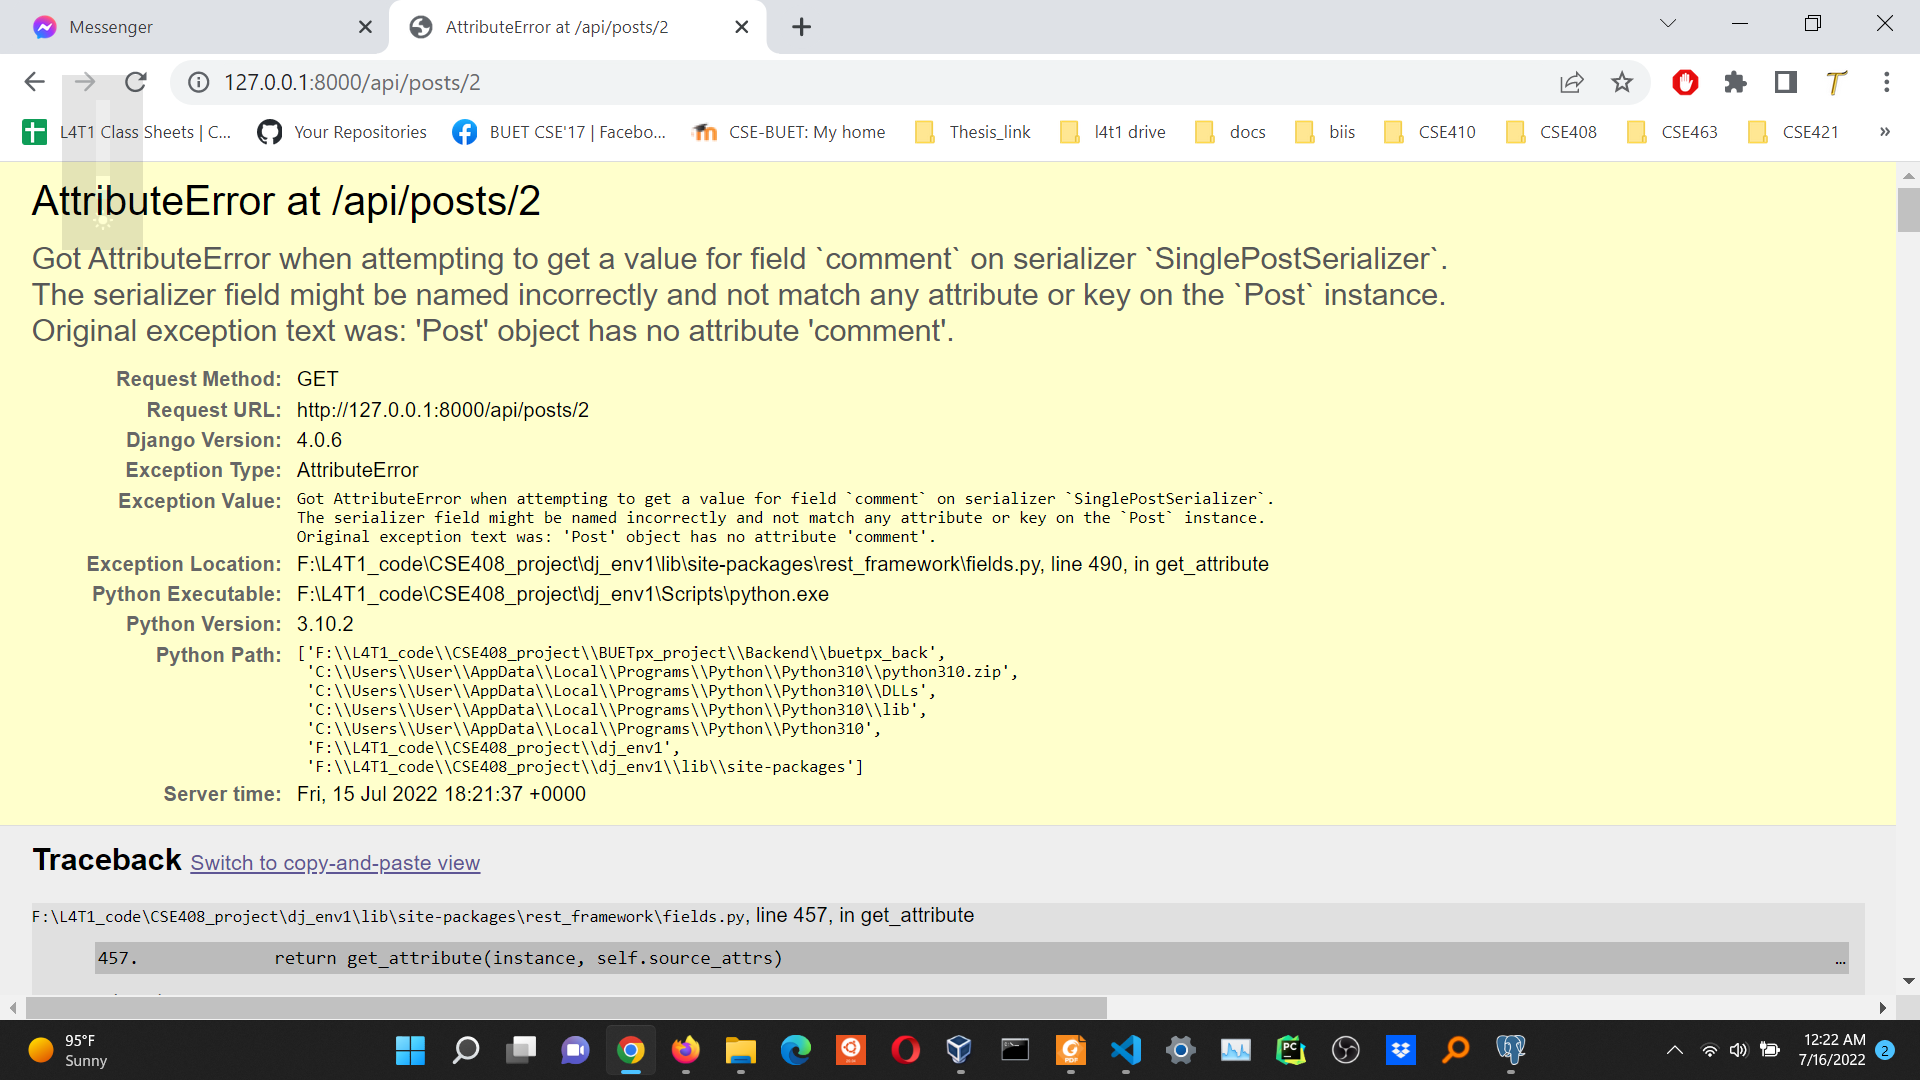 Messenger
AttributeError at /api/posts/2
127.0.0.1:8000/api/posts/2
L4T1 Class Sheets | C...
Your Repositories
BUET CSE'17 | Facebo...
CSE-BUET: My home
Thesis_link
l4t1 drive
docs
biis
CSE410
CSE408
CSE463
CSE421
»
AttributeError at /api/posts/2
Got AttributeError when attempting to get a value for field `comment` on serializer `SinglePostSerializer`.
The serializer field might be named incorrectly and not match any attribute or key on the `Post` instance.
Original exception text was: 'Post' object has no attribute 'comment'.
Request Method: GET
Request URL: http://127.0.0.1:8000/api/posts/2
Django Version: 4.0.6
Exception Type: AttributeError
Exception Value: Got AttributeError when attempting to get a value for field `comment` on serializer `SinglePostSerializer`.
The serializer field might be named incorrectly and not match any attribute or key on the `Post` instance.
Original exception text was: 'Post' object has no attribute 'comment'.
Exception Location: F:\L4T1_code\CSE408_project\dj_env1\lib\site-packages\rest_framework\fields.py, line 490, in get_attribute
Python Executable: F:\L4T1_code\CSE408_project\dj_env1\Scripts\python.exe
Python Version: 3.10.2
Python Path: ['F:\\L4T1_code\\CSE408_project\\BUETpx_project\\Backend\\buetpx_back',
'C:\\Users\\User\\AppData\\Local\\Programs\\Python\\Python310\\python310.zip',
'C:\\Users\\User\\AppData\\Local\\Programs\\Python\\Python310\\DLLs',
'C:\\Users\\User\\AppData\\Local\\Programs\\Python\\Python310\\lib',
'C:\\Users\\User\\AppData\\Local\\Programs\\Python\\Python310',
'F:\\L4T1_code\\CSE408_project\\dj_env1',
'F:\\L4T1_code\\CSE408_project\\dj_env1\\lib\\site-packages']
Server time: Fri, 15 Jul 2022 18:21:37 +0000
Traceback Switch to copy-and-paste view
F:\L4T1_code\CSE408_project\dj_env1\lib\site-packages\rest_framework\fields.py, line 457, in get_attribute
457. return get_attribute(instance, self.source_attrs) …
95°F
Sunny
12:22 AM
7/16/2022
2